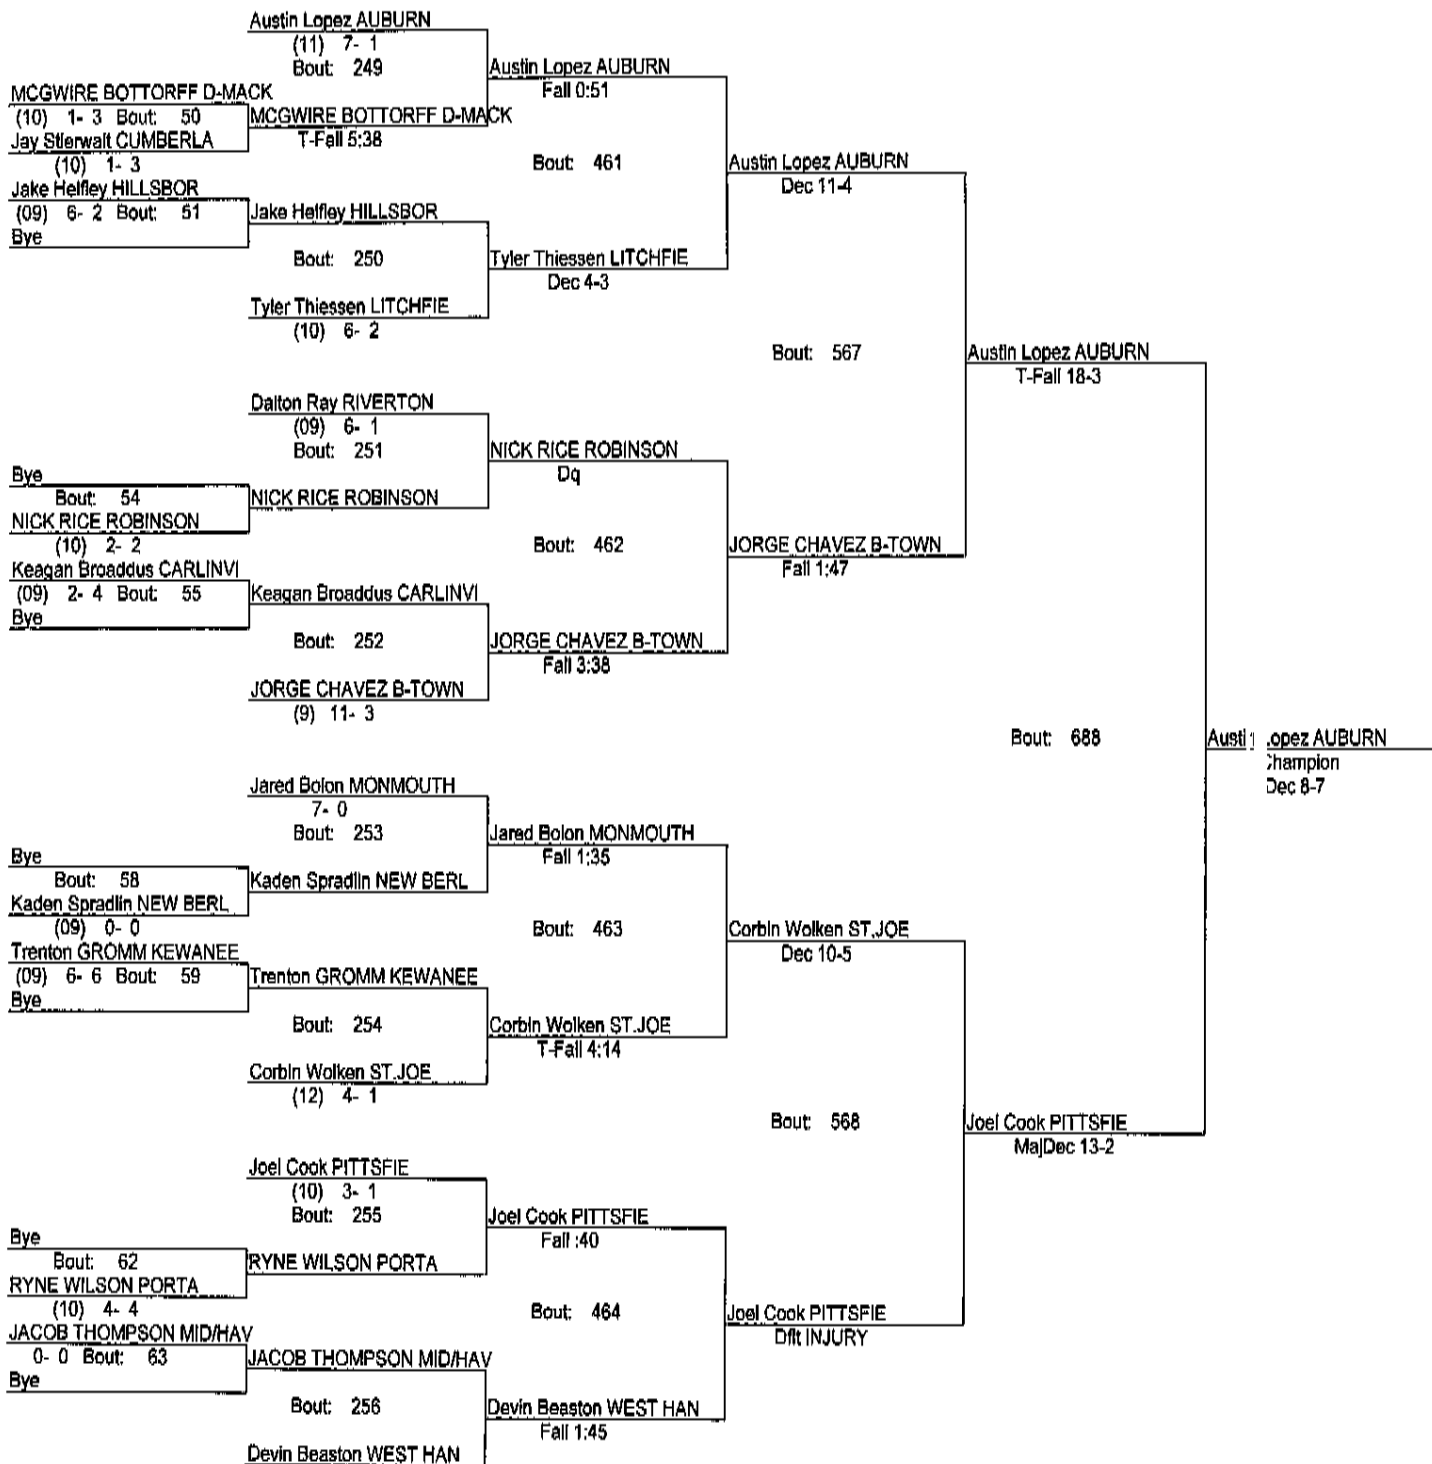 Austin Lopez AUBURN
(11) 7- 1
Bout: 249
Austin Lopez AUBURN
Fall 0:51
MCGWIRE BOTTORFF D-MACK
(10) 1- 3 Bout: 50
MCGWIRE BOTTORFF D-MACK
T-Fall 5:38
Jay Stierwalt CUMBERLA
(10) 1- 3
Bout: 461
Austin Lopez AUBURN
Dec 11-4
Jake Helfley HILLSBOR
(09) 6- 2 Bout: 51
Jake Helfley HILLSBOR
Bye
Bout: 250
Tyler Thiessen LITCHFIE
Dec 4-3
Tyler Thiessen LITCHFIE
(10) 6- 2
Bout: 567
Austin Lopez AUBURN
T-Fall 18-3
Dalton Ray RIVERTON
(09) 6- 1
Bout: 251
NICK RICE ROBINSON
Dq
Bye
Bout: 54
NICK RICE ROBINSON
NICK RICE ROBINSON
(10) 2- 2
Bout: 462
JORGE CHAVEZ B-TOWN
Fall 1:47
Keagan Broaddus CARLINVI
(09) 2- 4 Bout: 55
Keagan Broaddus CARLINVI
Bye
Bout: 252
JORGE CHAVEZ B-TOWN
Fall 3:38
JORGE CHAVEZ B-TOWN
(9) 11- 3
Bout: 688
Austi Lopez AUBURN
Champion
Dec 8-7
Jared Bolon MONMOUTH
7- 0
Bout: 253
Jared Bolon MONMOUTH
Fall 1:35
Bye
Bout: 58
Kaden Spradlin NEW BERL
Kaden Spradlin NEW BERL
(09) 0- 0
Bout: 463
Corbin Wolken ST.JOE
Dec 10-5
Trenton GROMM KEWANEE
(09) 6- 6 Bout: 59
Trenton GROMM KEWANEE
Bye
Bout: 254
Corbin Wolken ST.JOE
T-Fall 4:14
Corbin Wolken ST.JOE
(12) 4- 1
Bout: 568
Joel Cook PITTSFIE
MajDec 13-2
Joel Cook PITTSFIE
(10) 3- 1
Bout: 255
Joel Cook PITTSFIE
Fall :40
Bye
Bout: 62
RYNE WILSON PORTA
RYNE WILSON PORTA
(10) 4- 4
Bout: 464
Joel Cook PITTSFIE
Dflt INJURY
JACOB THOMPSON MID/HAV
0- 0 Bout: 63
JACOB THOMPSON MID/HAV
Bye
Bout: 256
Devin Beaston WEST HAN
Fall 1:45
Devin Beaston WEST HAN